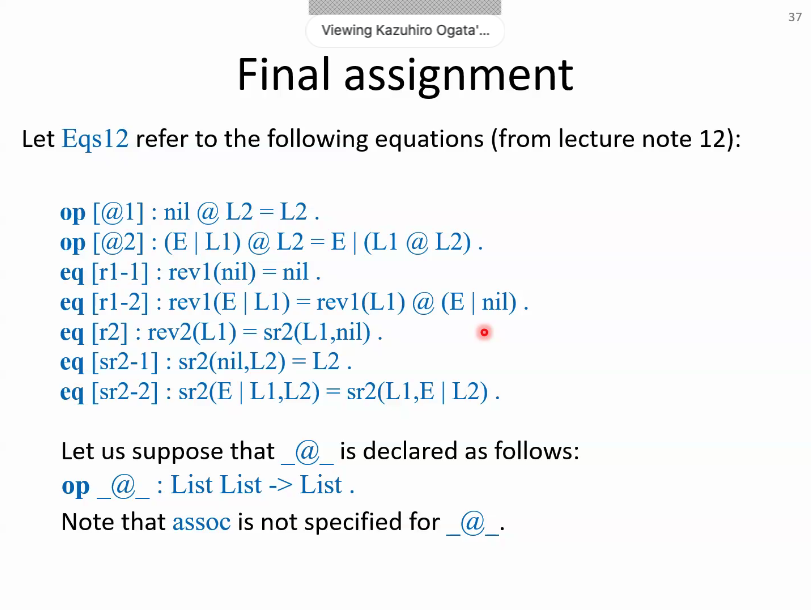 37
Viewing Kazuhiro Ogata'...
Final assignment
Let Eqs12 refer to the following equations (from lecture note 12):
op [@1] : nil @ L2 = L2 .
op [@2] : (E | L1) @ L2 = E | (L1 @ L2) .
eq [r1-1] : rev1(nil) = nil .
eq [r1-2] : rev1(E | L1) = rev1(L1) @ (E | nil) .
eq [r2] : rev2(L1) = sr2(L1,nil) .
eq [sr2-1] : sr2(nil,L2) = L2 .
eq [sr2-2] : sr2(E | L1,L2) = sr2(L1,E | L2) .
Let us suppose that _@_ is declared as follows:
op _@_ : List List -> List .
Note that assoc is not specified for _@_.